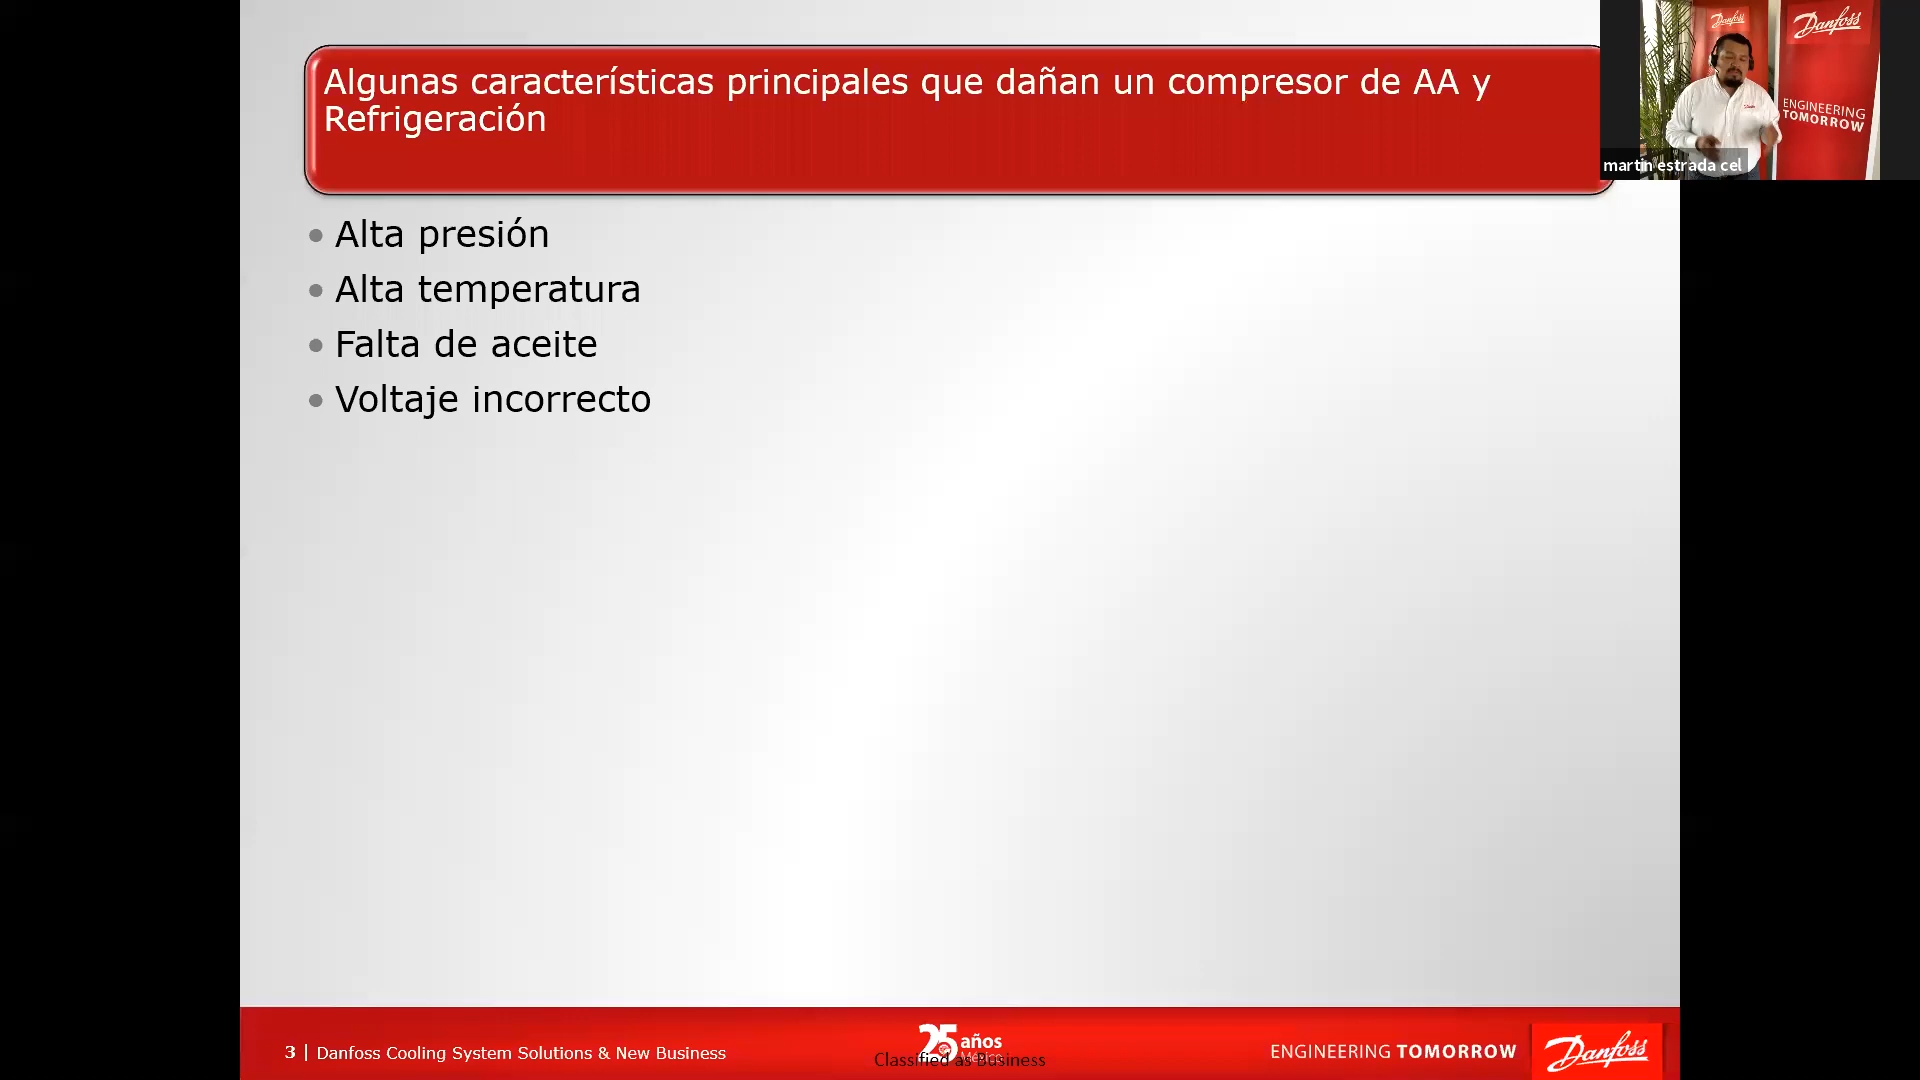 Algunas características principales que dañan un compresor de AA y
Refrigeración
• Alta presión
• Alta temperatura
• Falta de aceite
• Voltaje incorrecto
Danfoss
Danfoss
ENGINEERING
TOMORROW
martin estrada cel
3 | Danfoss Cooling System Solutions & New Business
25 años
México
Classified as Business
ENGINEERING TOMORROW
Danfoss